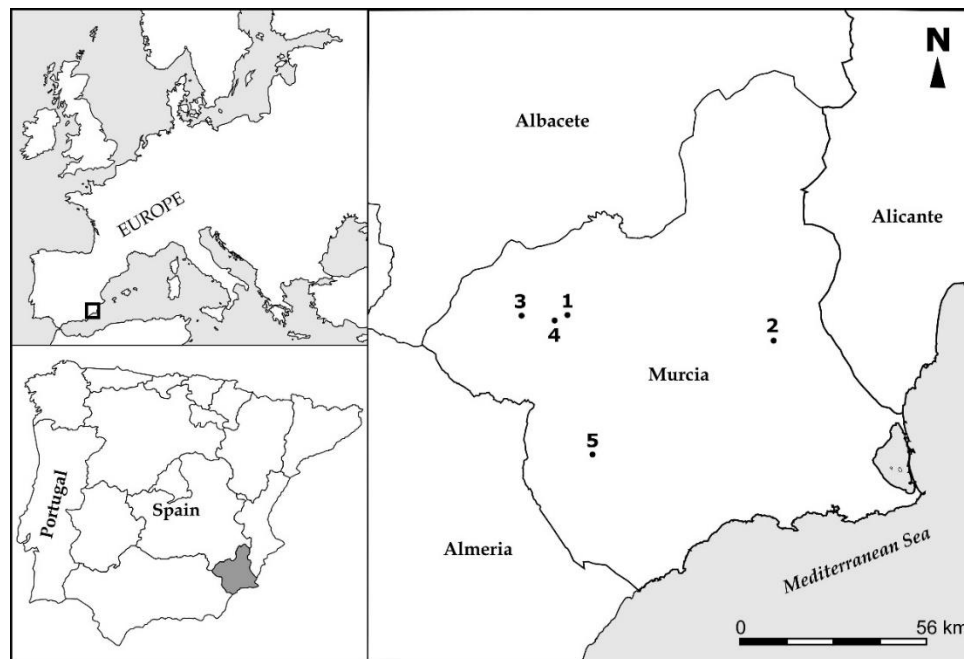 EUROPE
Portugal
Spain
N
Albacete
Alicante
3
1
4
2
Murcia
5
Almeria
Mediterranean Sea
0
56 km